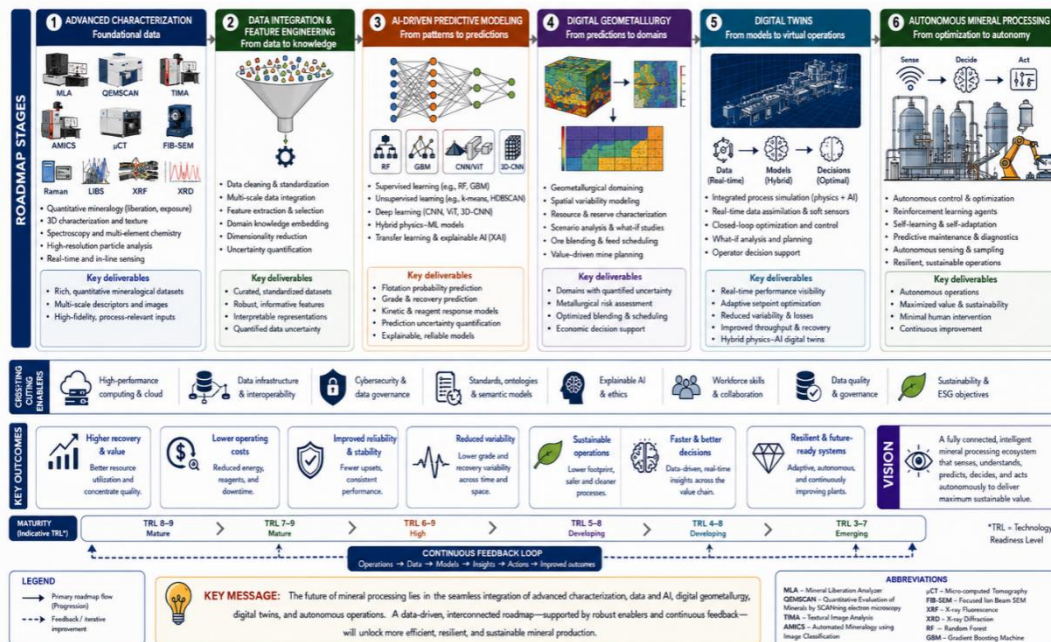 ROADMAP STAGES
1 ADVANCED CHARACTERIZATION
Foundational data
MLA QEMSCAN TIMA
AMICS µCT FIB-SEM
Raman LIBS XRF XRD
• Quantitative mineralogy (liberation, exposure)
• 3D characterization and texture
• Spectroscopy and multi-element chemistry
• High-resolution particle analysis
• Real-time and in-line sensing
Key deliverables
• Rich, quantitative mineralogical datasets
• Multi-scale descriptors and images
• High-fidelity, process-relevant inputs
2 DATA INTEGRATION &
FEATURE ENGINEERING
From data to knowledge
• Data cleaning & standardization
• Multi-scale data integration
• Feature extraction & selection
• Domain knowledge embedding
• Dimensionality reduction
• Uncertainty quantification
Key deliverables
• Curated, standardized datasets
• Robust, informative features
• Interpretable representations
• Quantified data uncertainty
3 AI-DRIVEN PREDICTIVE MODELING
From patterns to predictions
RF GBM CNN/ViT 3D-CNN
• Supervised learning (e.g., RF, GBM)
• Unsupervised learning (e.g., k-means, HDBSCAN)
• Deep learning (CNN, ViT, 3D-CNN)
• Hybrid physics–ML models
• Transfer learning & explainable AI (XAI)
Key deliverables
• Flotation probability prediction
• Grade & recovery prediction
• Kinetic & reagent response models
• Prediction uncertainty quantification
• Explainable, reliable models
4 DIGITAL GEOMETALLURGY
From predictions to domains
• Geometallurgical domaining
• Spatial variability modeling
• Resource & reserve characterization
• Scenario analysis & what-if studies
• Ore blending & feed scheduling
• Value-driven mine planning
Key deliverables
• Domains with quantified uncertainty
• Metallurgical risk assessment
• Optimized blending & scheduling
• Economic decision support
5 DIGITAL TWINS
From models to virtual operations
Data Models Decisions
(Real-time) (Hybrid) (Optimal)
• Integrated process simulation (physics + AI)
• Real-time data assimilation & soft sensors
• Closed-loop optimization and control
• What-if analysis and planning
• Operator decision support
Key deliverables
• Real-time performance visibility
• Adaptive setpoint optimization
• Reduced variability & losses
• Improved throughput & recovery
• Hybrid physics–AI digital twins
6 AUTONOMOUS MINERAL PROCESSING
From optimization to autonomy
Sense Decide Act
• Autonomous control & optimization
• Reinforcement learning agents
• Self-learning & self-adaptation
• Predictive maintenance & diagnostics
• Autonomous sensing & sampling
• Resilient, sustainable operations
Key deliverables
• Autonomous operations
• Maximized value & sustainability
• Minimal human intervention
• Continuous improvement
CUTTING
ENABLERS
High-performance
computing & cloud
Data infrastructure
& interoperability
Cybersecurity &
data governance
Standards, ontologies
& semantic models
Explainable AI
& ethics
Workforce skills
& collaboration
Data quality
& governance
Sustainability &
ESG objectives
KEY OUTCOMES
Higher recovery
& value
Better resource
utilization and
concentrate quality.
Lower operating
costs
Reduced energy,
reagents, and
downtime.
Improved reliability
& stability
Fewer upsets,
consistent
performance.
Reduced variability
Lower grade and
recovery variability
across time and
space.
Sustainable
operations
Lower footprint,
safer and cleaner
processes.
Faster & better
decisions
Data-driven, real-time
insights across the
value chain.
Resilient & future-
ready systems
Adaptive, autonomous,
and continuously
improving plants.
VISION
A fully connected, intelligent
mineral processing ecosystem
that senses, understands,
predicts, decides, and acts
autonomously to deliver
maximum sustainable value.
MATURITY
(Indicative TRL*)
TRL 8–9
Mature
TRL 7–9
Mature
TRL 6–9
High
TRL 5–8
Developing
TRL 4–8
Developing
TRL 3–7
Emerging
*TRL = Technology
Readiness Level
CONTINUOUS FEEDBACK LOOP
Operations → Data → Models → Insights → Actions → Improved outcomes
LEGEND
Primary roadmap flow
(Progression)
Feedback / iterative
improvement
KEY MESSAGE: The future of mineral processing lies in the seamless integration of advanced characterization, data and AI, digital geometallurgy,
digital twins, and autonomous operations. A data-driven, interconnected roadmap—supported by robust enablers and continuous feedback—
will unlock more efficient, resilient, and sustainable mineral production.
ABBREVIATIONS
MLA – Mineral Liberation Analyzer
QEMSCAN – Quantitative Evaluation of
Minerals by SCANning electron microscopy
TIMA – Textural Image Analysis
AMICS – Automated Mineralogy using
Image Classification
µCT – Micro-computed Tomography
FIB-SEM – Focused Ion Beam SEM
XRF – X-ray Fluorescence
XRD – X-ray Diffraction
RF – Random Forest
GBM – Gradient Boosting Machine